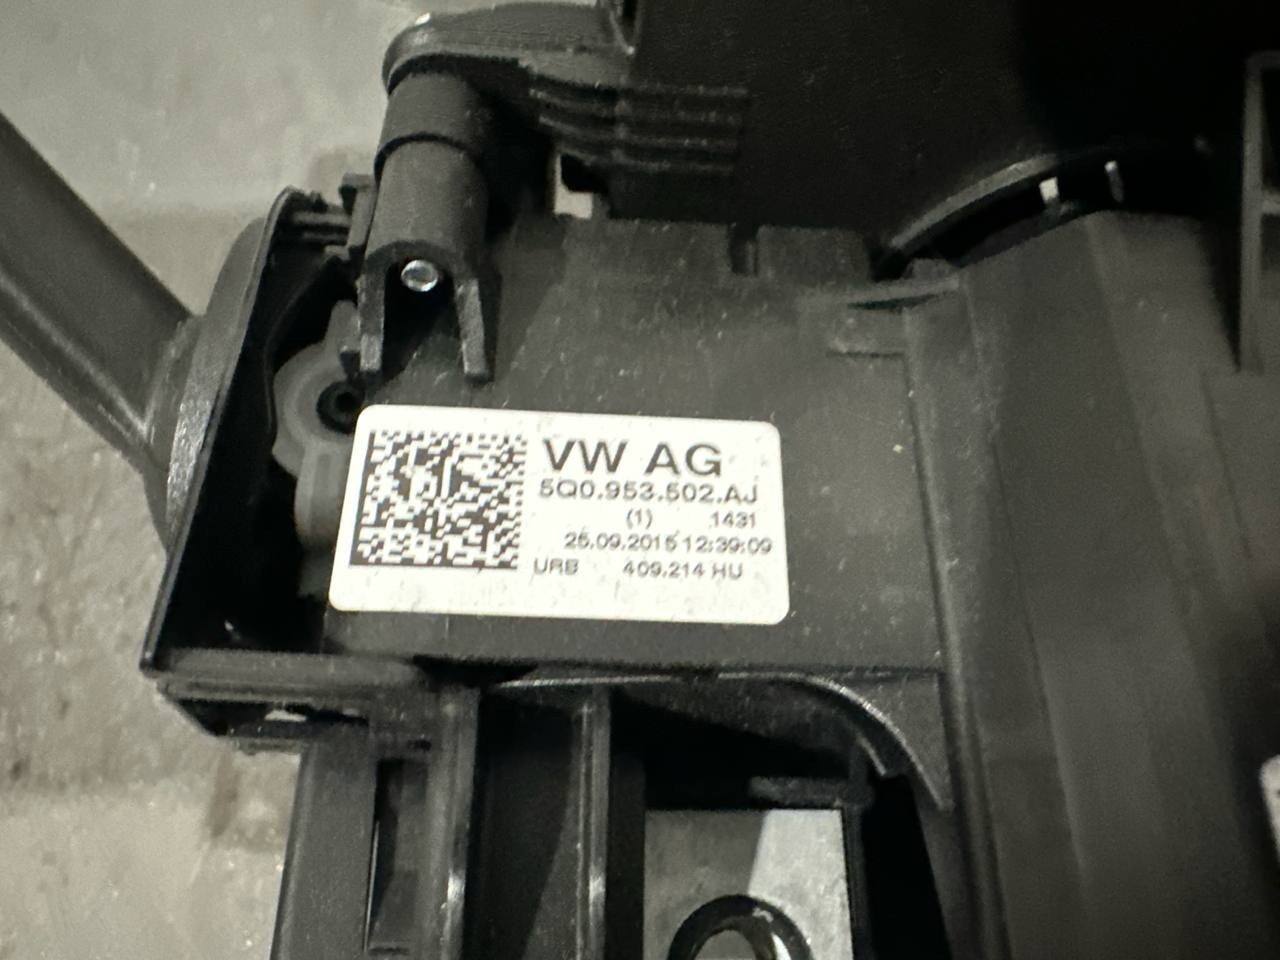 VW AG
5Q0.953.502.AJ
(1) 1431
25.09.2015 12:39:09
URB 409.214 HU